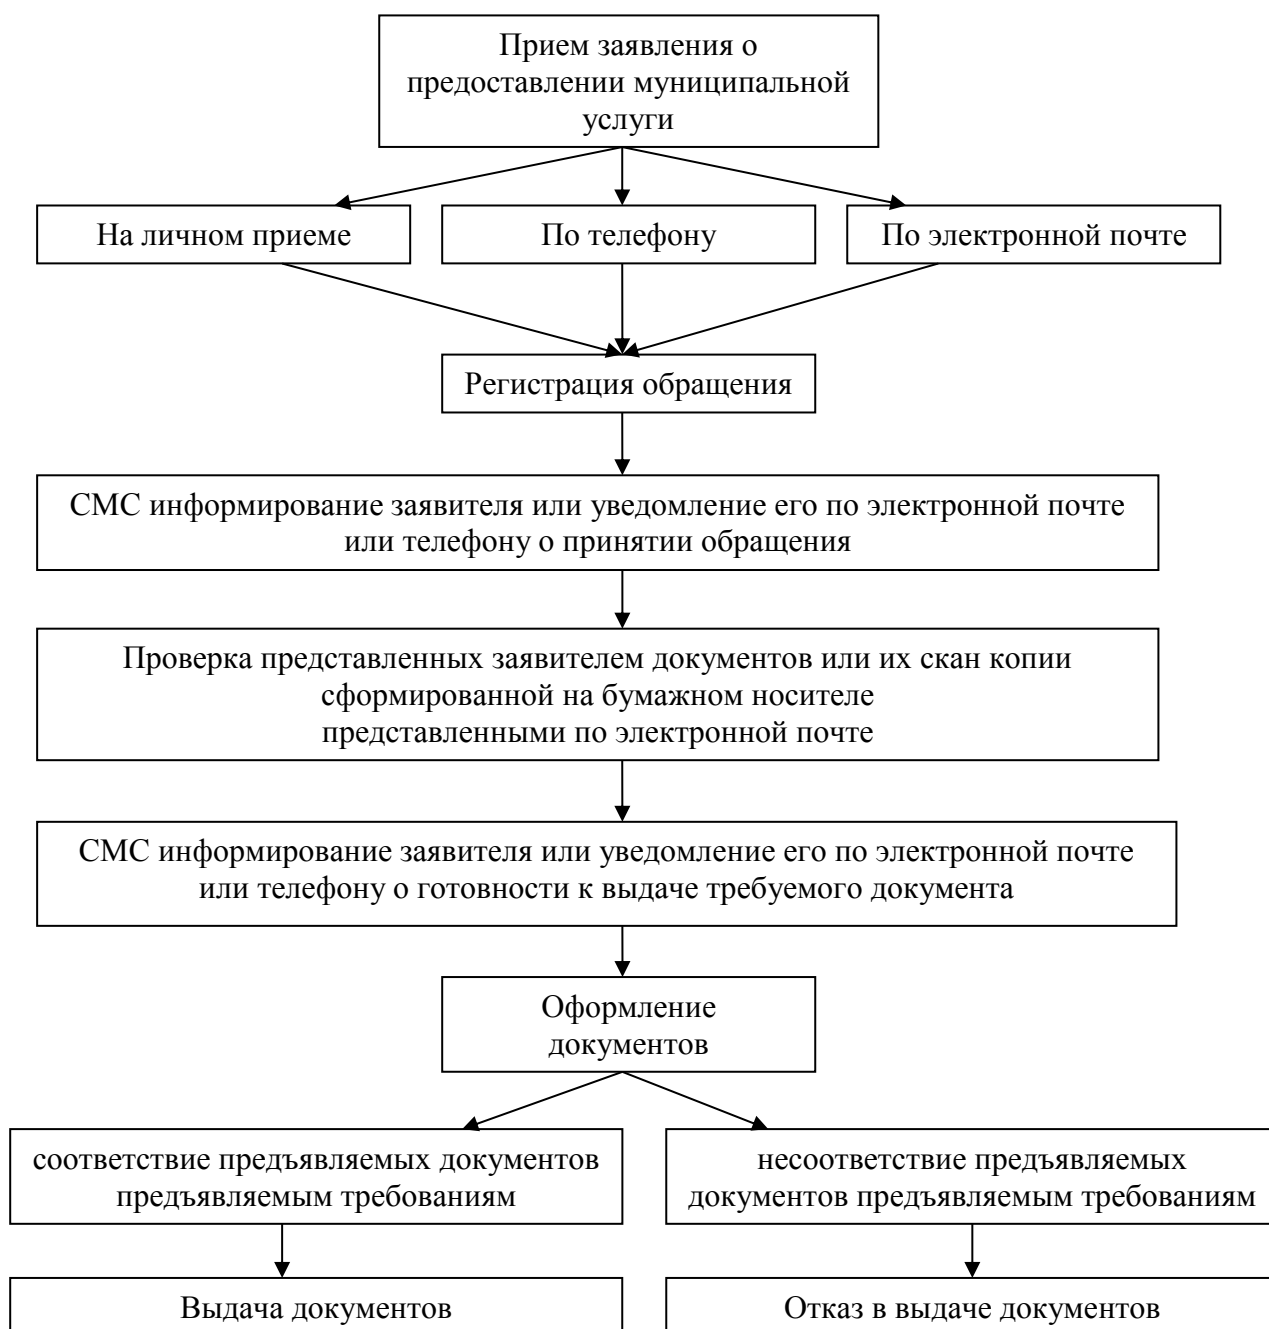 Прием заявления о
предоставлении муниципальной
услуги
На личном приеме
По телефону
По электронной почте
Регистрация обращения
СМС информирование заявителя или уведомление его по электронной почте
или телефону о принятии обращения
Проверка представленных заявителем документов или их скан копии
сформированной на бумажном носителе
представленными по электронной почте
СМС информирование заявителя или уведомление его по электронной почте
или телефону о готовности к выдаче требуемого документа
Оформление
документов
соответствие предъявляемых документов
предъявляемым требованиям
несоответствие предъявляемых
документов предъявляемым требованиям
Выдача документов
Отказ в выдаче документов